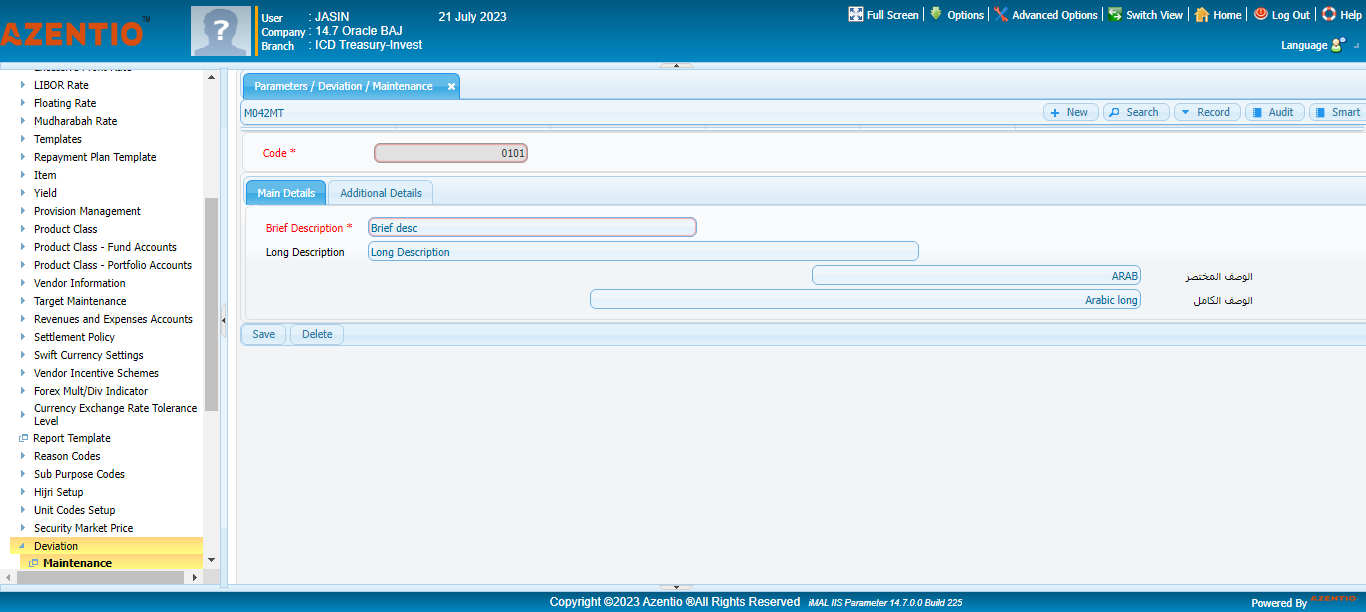 AZENTIO™
User : JASIN
Company : 14.7 Oracle BAJ
Branch : ICD Treasury-Invest
21 July 2023
Full Screen
Options
Advanced Options
Switch View
Home
Log Out
Help
Language
LIBOR Rate
Floating Rate
Mudharabah Rate
Templates
Repayment Plan Template
Item
Yield
Provision Management
Product Class
Product Class - Fund Accounts
Product Class - Portfolio Accounts
Vendor Information
Target Maintenance
Revenues and Expenses Accounts
Settlement Policy
Swift Currency Settings
Vendor Incentive Schemes
Forex Mult/Div Indicator
Currency Exchange Rate Tolerance
Level
Report Template
Reason Codes
Sub Purpose Codes
Hijri Setup
Unit Codes Setup
Security Market Price
Deviation
Maintenance
Parameters / Deviation / Maintenance
M042MT
New
Search
Record
Audit
Smart
Code * 0101
Main Details
Additional Details
Brief Description * Brief desc
Long Description Long Description
ARAB الوصف المختصر
Arabic long الوصف الكامل
Save
Delete
Copyright ©2023 Azentio ®All Rights Reserved iMAL IIS Parameter 14.7.0.0 Build 225
Powered By AZENTIO